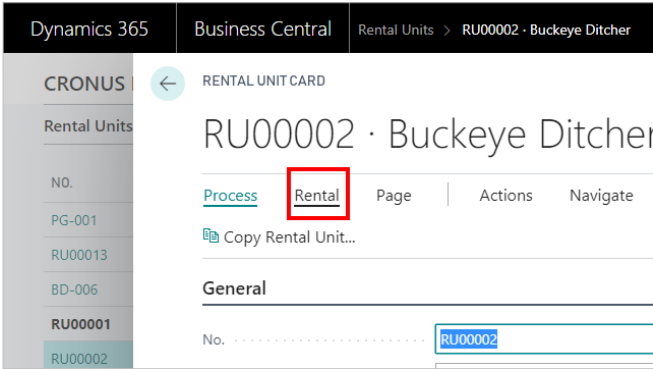 Dynamics 365 Business Central Rental Units > RU00002 · Buckeye Ditcher
CRONUS
RENTAL UNIT CARD
Rental Units
RU00002 · Buckeye Ditcher
NO.
Process Rental Page Actions Navigate
PG-001
Copy Rental Unit...
RU00013
BD-006
General
RU00001
No. RU00002
RU00002